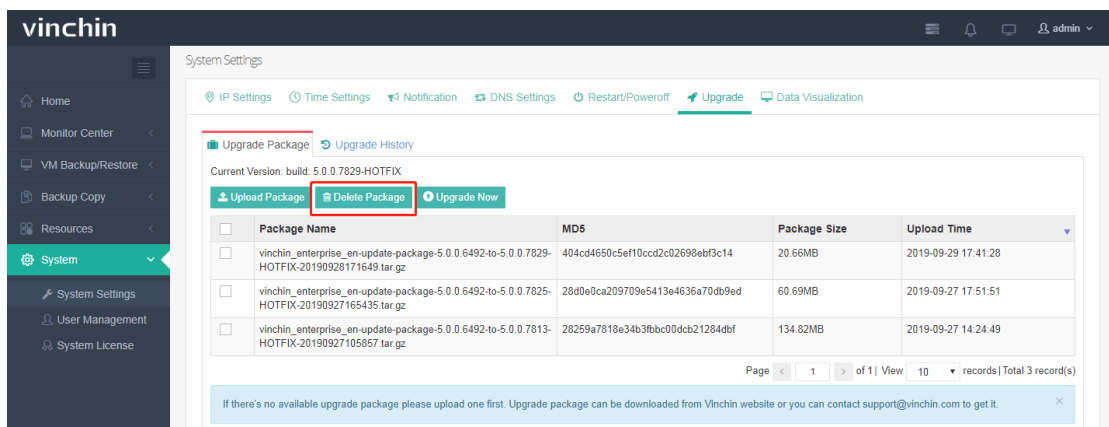 vinchin
admin
System Settings
Home
Monitor Center
VM Backup/Restore
Backup Copy
Resources
System
System Settings
User Management
System License
IP Settings Time Settings Notification DNS Settings Restart/Poweroff Upgrade Data Visualization
Upgrade Package Upgrade History
Current Version: build: 5.0.0.7829-HOTFIX
Upload Package Delete Package Upgrade Now
Package Name MD5 Package Size Upload Time
vinchin_enterprise_en-update-package-5.0.0.6492-to-5.0.0.7829- 404cd4650c5ef10ccd2c02698ebf3c14 20.66MB 2019-09-29 17:41:28
HOTFIX-20190928171649.tar.gz
vinchin_enterprise_en-update-package-5.0.0.6492-to-5.0.0.7825- 28d0e0ca209709e5413e4636a70db9ed 60.69MB 2019-09-27 17:51:51
HOTFIX-20190927165435.tar.gz
vinchin_enterprise_en-update-package-5.0.0.6492-to-5.0.0.7813- 28259a7818e34b3fbbc00dcb21284dbf 134.82MB 2019-09-27 14:24:49
HOTFIX-20190927105857.tar.gz
Page < 1 > of 1 | View 10 records | Total 3 record(s)
If there's no available upgrade package please upload one first. Upgrade package can be downloaded from Vinchin website or you can contact support@vinchin.com to get it.